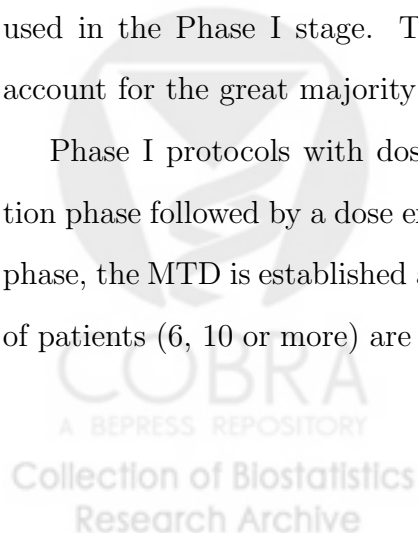 used in the Phase I stage. T
account for the great majority
Phase I protocols with dos
tion phase followed by a dose e
phase, the MTD is established a
of patients (6, 10 or more) are
COBRA
A BEPRESS REPOSITORY
Collection of Biostatistics
Research Archive